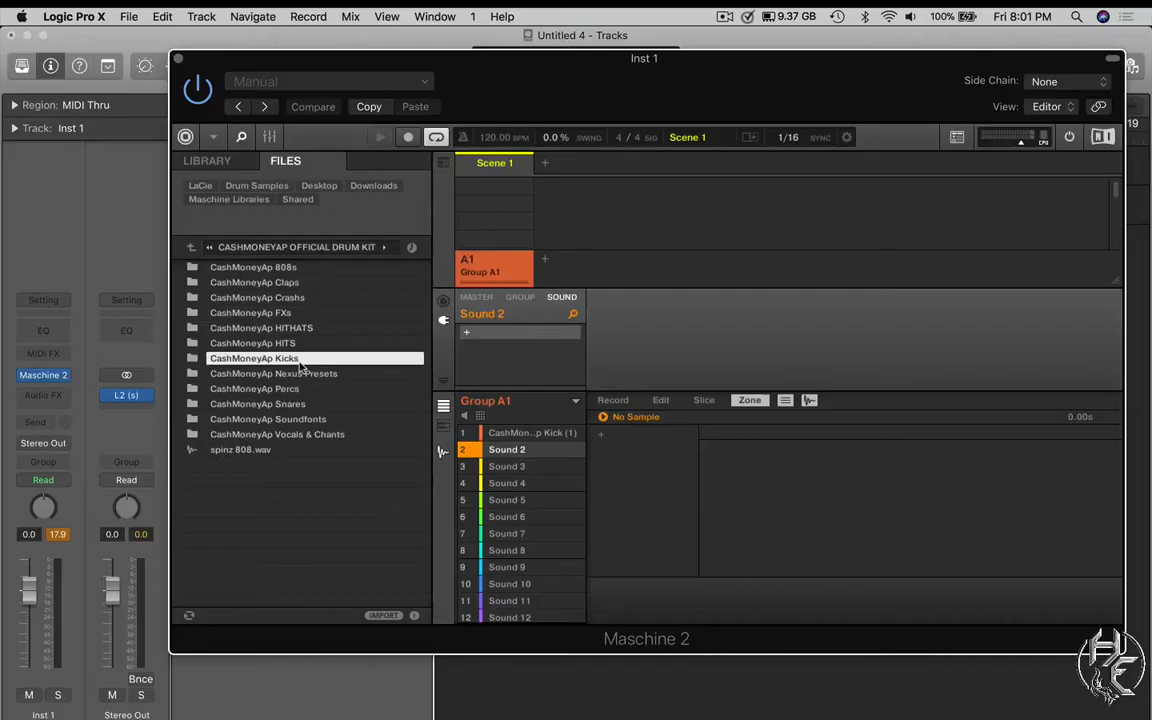 Logic Pro X File Edit Track Navigate Record Mix View Window Help 9.37 GB 100% Fri 8:01 PM
Untitled 4 - Tracks
Inst 1
Manual
Side Chain: None
Compare Copy Paste
View: Editor
Region: MIDI Thru
Track: Inst 1
19
120.00 BPM 0.0 % SWING 4 / 4 SIG Scene 1 1/16 SYNC
CPU
LIBRARY FILES
Scene 1 +
LaCie Drum Samples Desktop Downloads
Maschine Libraries Shared
CASHMONEYAP OFFICIAL DRUM KIT
A1
Group A1
+
CashMoneyAp 808s
CashMoneyAp Claps
CashMoneyAp Crashs
CashMoneyAp FXs
CashMoneyAp HITHATS
CashMoneyAp HITS
CashMoneyAp Kicks
CashMoneyAp Nexus Presets
CashMoneyAp Percs
CashMoneyAp Snares
CashMoneyAp Soundfonts
CashMoneyAp Vocals & Chants
spinz 808.wav
IMPORT
MASTER GROUP SOUND
Sound 2
+
Group A1
Record Edit Slice Zone
No Sample 0.00s
+
1 CashMon..p Kick (1)
2 Sound 2
3 Sound 3
4 Sound 4
5 Sound 5
6 Sound 6
7 Sound 7
8 Sound 8
9 Sound 9
10 Sound 10
11 Sound 11
12 Sound 12
Maschine 2
Setting Setting
EQ EQ
MIDI FX
Maschine 2
Audio FX L2 (s)
Send
Stereo Out
Group Group
Read Read
0.0 17.9 0.0 0.0
Bnce
M S M S
Inst 1 Stereo Out